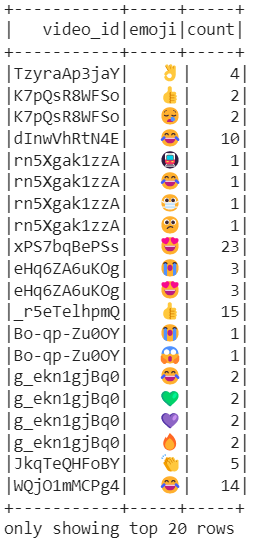 +-----------+-----+-----+
|   video_id|emoji|count|
+-----------+-----+-----+
|TzyraAp3jaY|   👌|    4|
|K7pQsR8WFSo|   👍|    2|
|K7pQsR8WFSo|   😪|    2|
|dInwVhRtN4E|   😂|   10|
|rn5Xgak1zzA|   🚇|    1|
|rn5Xgak1zzA|   😂|    1|
|rn5Xgak1zzA|   😷|    1|
|rn5Xgak1zzA|   😕|    1|
|xPS7bqBePSs|   😍|   23|
|eHq6ZA6uKOg|   😭|    3|
|eHq6ZA6uKOg|   😍|    3|
|_r5eTelhpmQ|   👍|   15|
|Bo-qp-Zu0OY|   😭|    1|
|Bo-qp-Zu0OY|   😱|    1|
|g_ekn1gjBq0|   😂|    2|
|g_ekn1gjBq0|   💚|    2|
|g_ekn1gjBq0|   💜|    2|
|g_ekn1gjBq0|   🔥|    2|
|JkqTeQHFoBY|   👏|    5|
|WQjO1mMCPg4|   😂|   14|
+-----------+-----+-----+
only showing top 20 rows